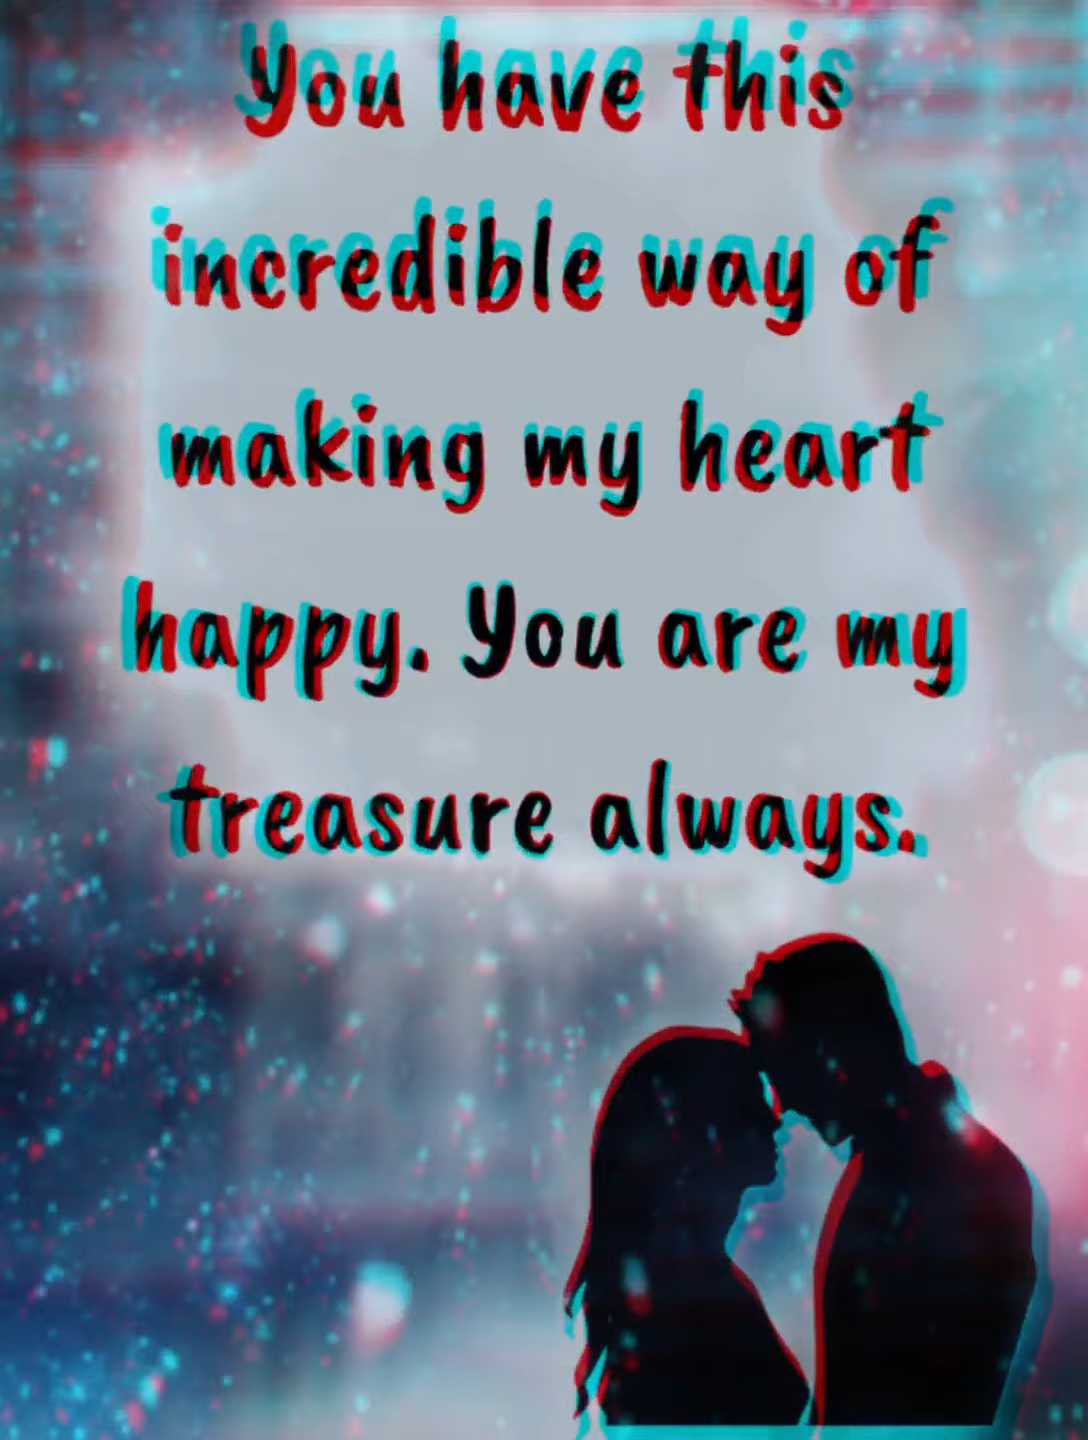 You have this
incredible way of
making my heart
happy. You are my
treasure always.